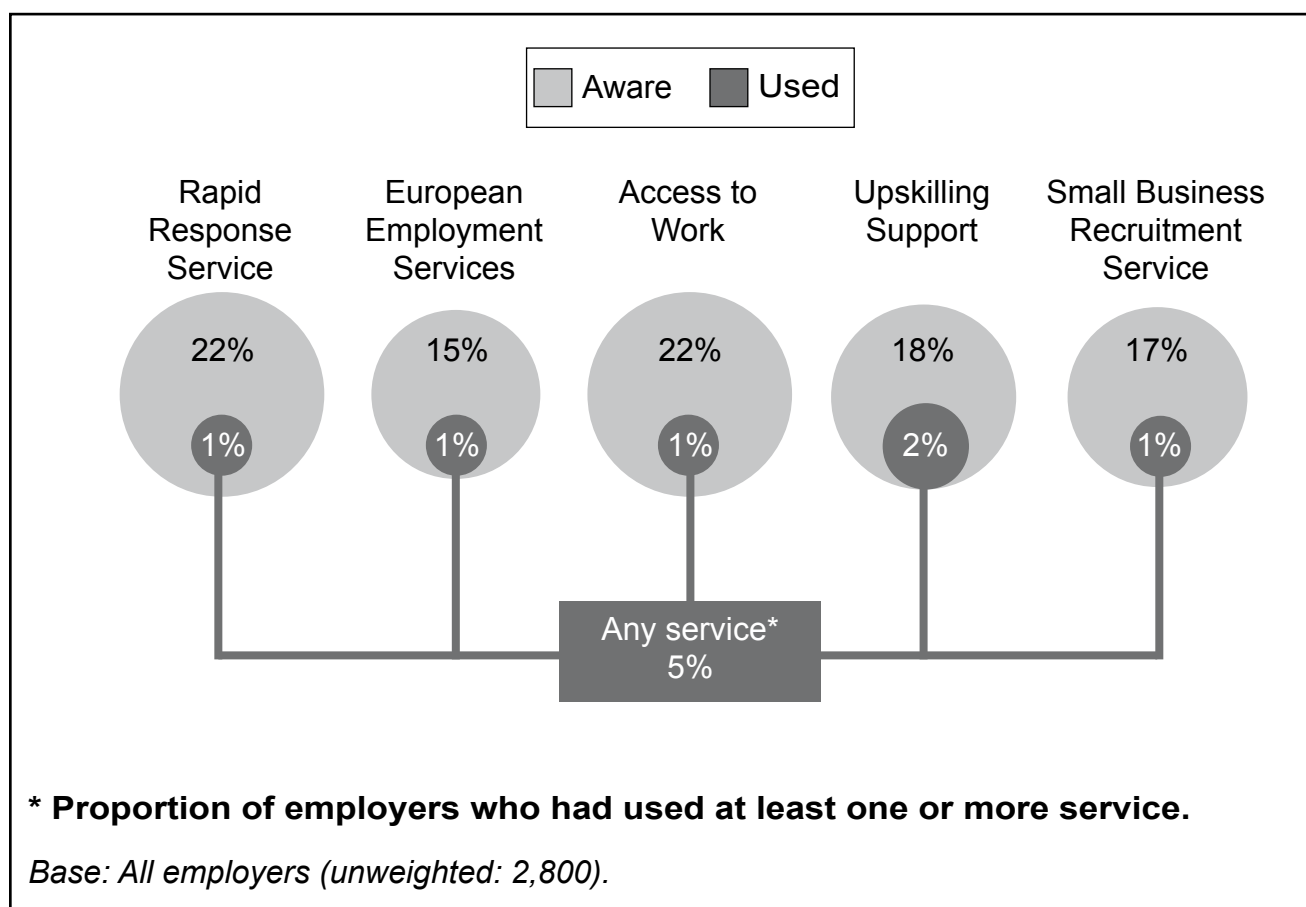 Aware
Used
Rapid
Response
Service
European
Employment
Services
Access to
Work
Upskilling
Support
Small Business
Recruitment
Service
22%
15%
22%
18%
17%
1%
1%
1%
2%
1%
Any service*
5%
* Proportion of employers who had used at least one or more service.
Base: All employers (unweighted: 2,800).